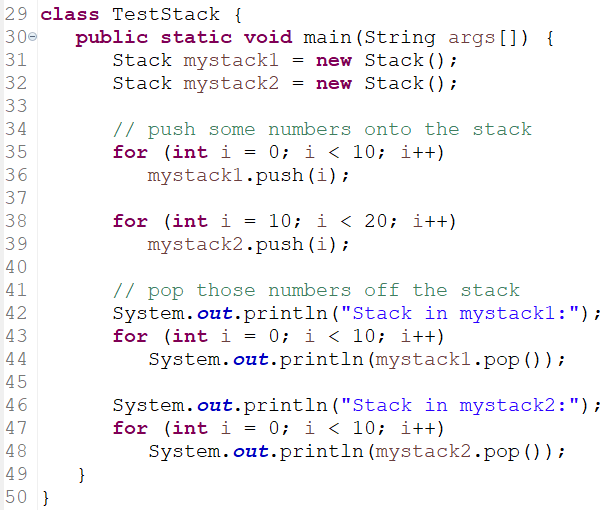 29 class TestStack {
30 public static void main(String args[]) {
31 Stack mystack1 = new Stack();
32 Stack mystack2 = new Stack();
33
34 // push some numbers onto the stack
35 for (int i = 0; i < 10; i++)
36 mystack1.push(i);
37
38 for (int i = 10; i < 20; i++)
39 mystack2.push(i);
40
41 // pop those numbers off the stack
42 System.out.println("Stack in mystack1:");
43 for (int i = 0; i < 10; i++)
44 System.out.println(mystack1.pop());
45
46 System.out.println("Stack in mystack2:");
47 for (int i = 0; i < 10; i++)
48 System.out.println(mystack2.pop());
49 }
50 }